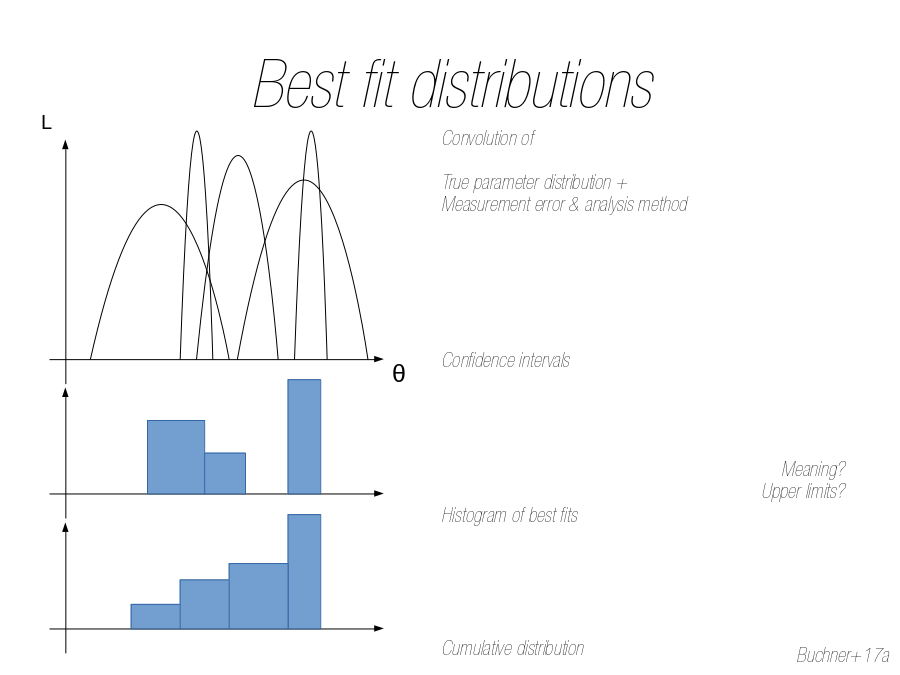 Best fit distributions
L
Convolution of
True parameter distribution +
Measurement error & analysis method
Confidence intervals
θ
Meaning?
Upper limits?
Histogram of best fits
Cumulative distribution
Buchner+17a